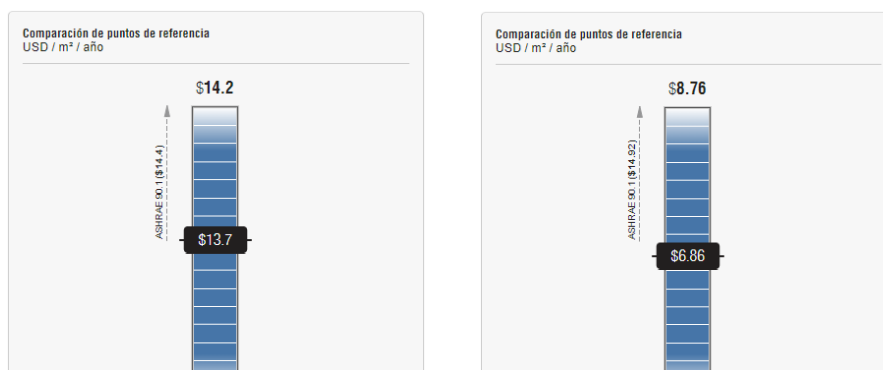 Comparación de puntos de referencia
USD / m² / año
$14.2
ASHRAE 90.1 ($14.4)
$13.7
Comparación de puntos de referencia
USD / m² / año
$8.76
ASHRAE 90.1 ($14.92)
$6.86